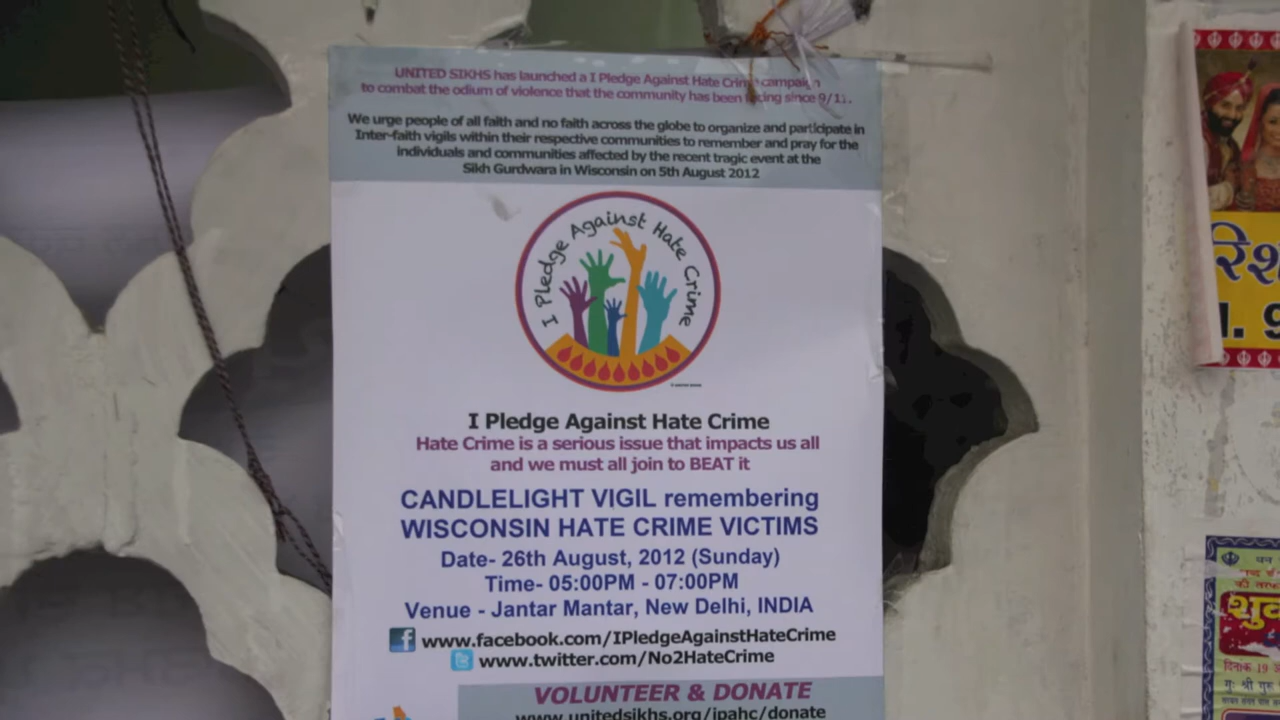 UNITED SIKHS has launched a I Pledge Against Hate Crime campaign
to combat the odium of violence that the community has been facing since 9/11.
We urge people of all faith and no faith across the globe to organize and participate in
Inter-faith vigils within their respective communities to remember and pray for the
individuals and communities affected by the recent tragic event at the
Sikh Gurdwara in Wisconsin on 5th August 2012
I Pledge Against Hate Crime
I Pledge Against Hate Crime
Hate Crime is a serious issue that impacts us all
and we must all join to BEAT it
CANDLELIGHT VIGIL remembering
WISCONSIN HATE CRIME VICTIMS
Date- 26th August, 2012 (Sunday)
Time- 05:00PM - 07:00PM
Venue - Jantar Mantar, New Delhi, INDIA
f www.facebook.com/IPledgeAgainstHateCrime
www.twitter.com/No2HateCrime
VOLUNTEER & DONATE
www.unitedsikhs.org/ipahc/donate
दिनांक 19